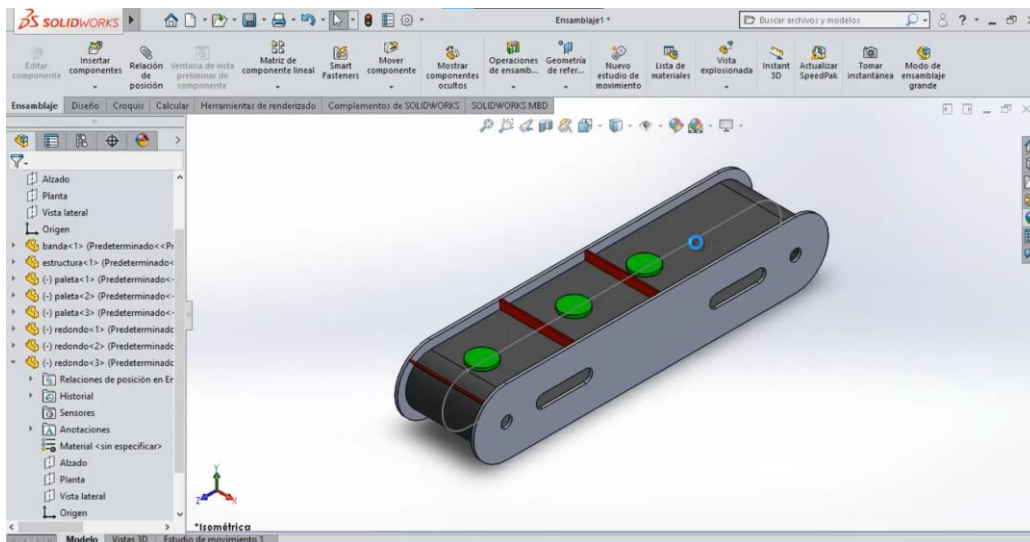 SOLIDWORKS
Ensamblaje1 *
Buscar archivos y modelos
?
Editar componente
Insertar componentes
Relación de posición
Ventana de vista preliminar de componente
Matriz de componente lineal
Smart Fasteners
Mover componente
Mostrar componentes ocultos
Operaciones de ensamb...
Geometría de refer...
Nuevo estudio de movimiento
Lista de materiales
Vista explosionada
Instant 3D
Actualizar SpeedPak
Tomar instantánea
Modo de ensamblaje grande
Ensamblaje Diseño Croquis Calcular Herramientas de renderizado Complementos de SOLIDWORKS SOLIDWORKS MBD
Alzado
Planta
Vista lateral
Origen
banda<1> (Predeterminado<<Pr
estructura<1> (Predeterminado<
(-) paleta<1> (Predeterminado<
(-) paleta<2> (Predeterminado<
(-) paleta<3> (Predeterminado<
(-) redondo<1> (Predeterminadc
(-) redondo<2> (Predeterminadc
(-) redondo<3> (Predeterminadc
Relaciones de posición en Er
Historial
Sensores
Anotaciones
Material <sin especificar>
Alzado
Planta
Vista lateral
Origen
Y
Z
X
*Isométrica
Modelo Vistas 3D Estudio de movimiento 1